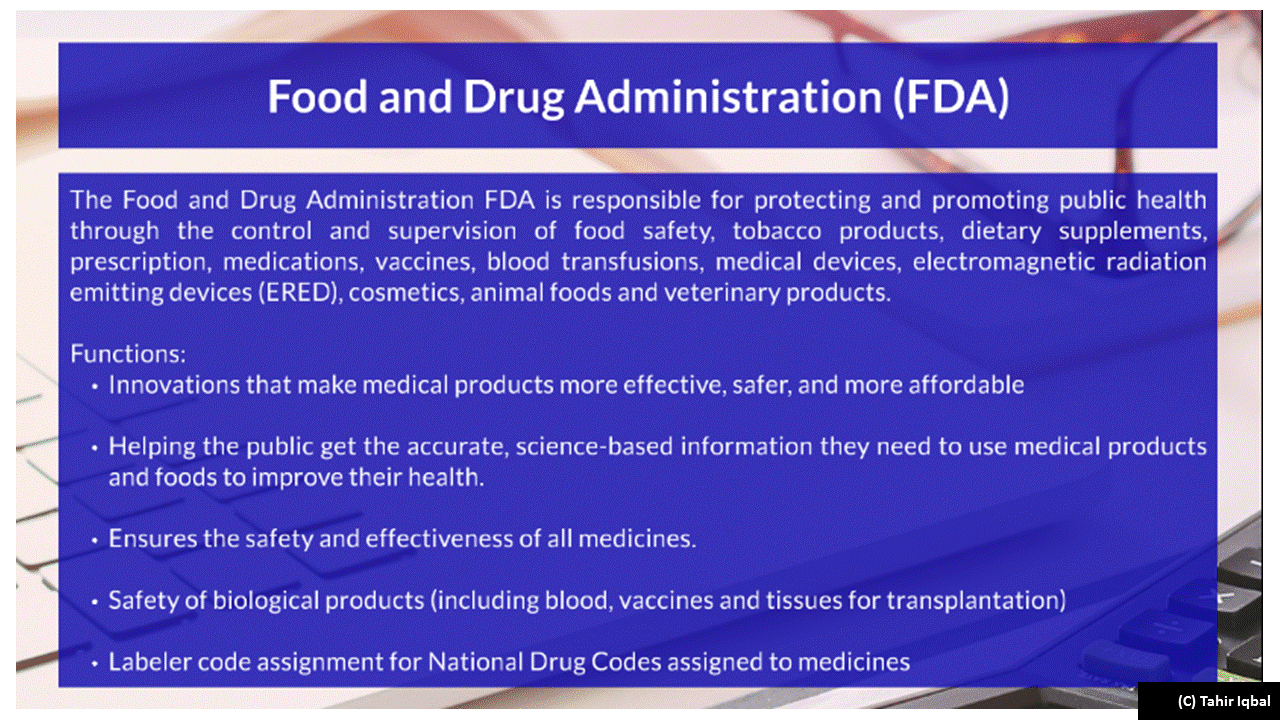 Food and Drug Administration (FDA)
The Food and Drug Administration FDA is responsible for protecting and promoting public health
through the control and supervision of food safety, tobacco products, dietary supplements,
prescription, medications, vaccines, blood transfusions, medical devices, electromagnetic radiation
emitting devices (ERED), cosmetics, animal foods and veterinary products.
Functions:
• Innovations that make medical products more effective, safer, and more affordable
• Helping the public get the accurate, science-based information they need to use medical products
and foods to improve their health.
• Ensures the safety and effectiveness of all medicines.
• Safety of biological products (including blood, vaccines and tissues for transplantation)
• Labeler code assignment for National Drug Codes assigned to medicines
(C) Tahir Iqbal